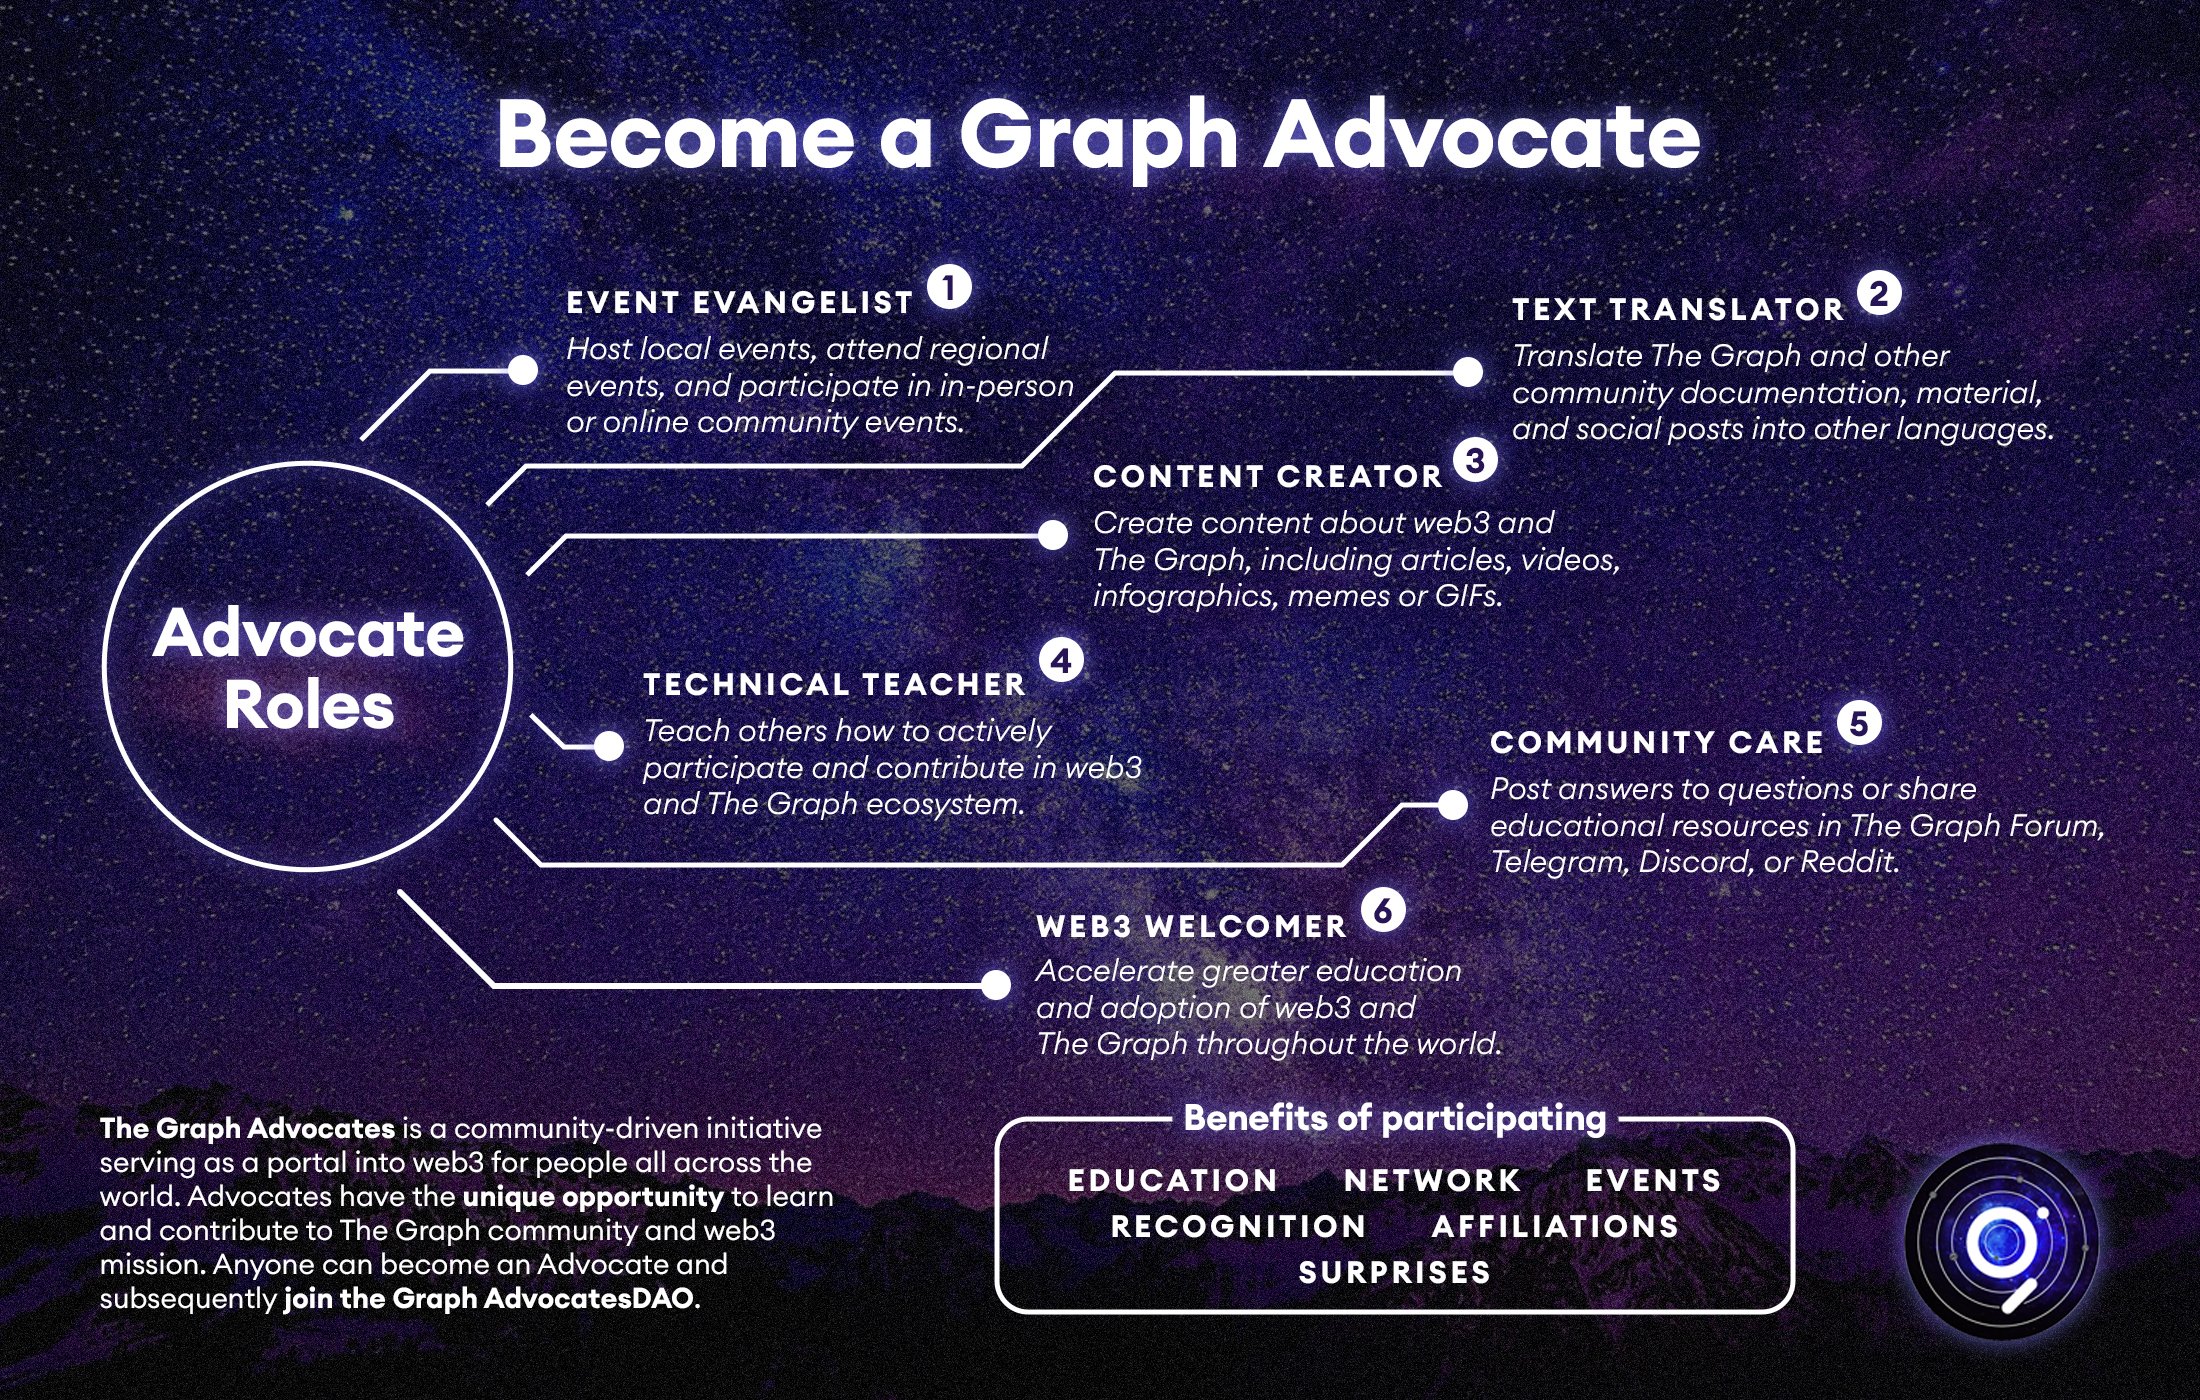 Become a Graph Advocate
EVENT EVANGELIST 1
Host local events, attend regional
events, and participate in in-person
or online community events.
TEXT TRANSLATOR 2
Translate The Graph and other
community documentation, material,
and social posts into other languages.
CONTENT CREATOR 3
Create content about web3 and
The Graph, including articles, videos,
infographics, memes or GIFs.
Advocate
Roles
TECHNICAL TEACHER 4
Teach others how to actively
participate and contribute in web3
and The Graph ecosystem.
COMMUNITY CARE 5
Post answers to questions or share
educational resources in The Graph Forum,
Telegram, Discord, or Reddit.
WEB3 WELCOMER 6
Accelerate greater education
and adoption of web3 and
The Graph throughout the world.
The Graph Advocates is a community-driven initiative
serving as a portal into web3 for people all across the
world. Advocates have the unique opportunity to learn
and contribute to The Graph community and web3
mission. Anyone can become an Advocate and
subsequently join the Graph AdvocatesDAO.
Benefits of participating
EDUCATION NETWORK EVENTS
RECOGNITION AFFILIATIONS
SURPRISES